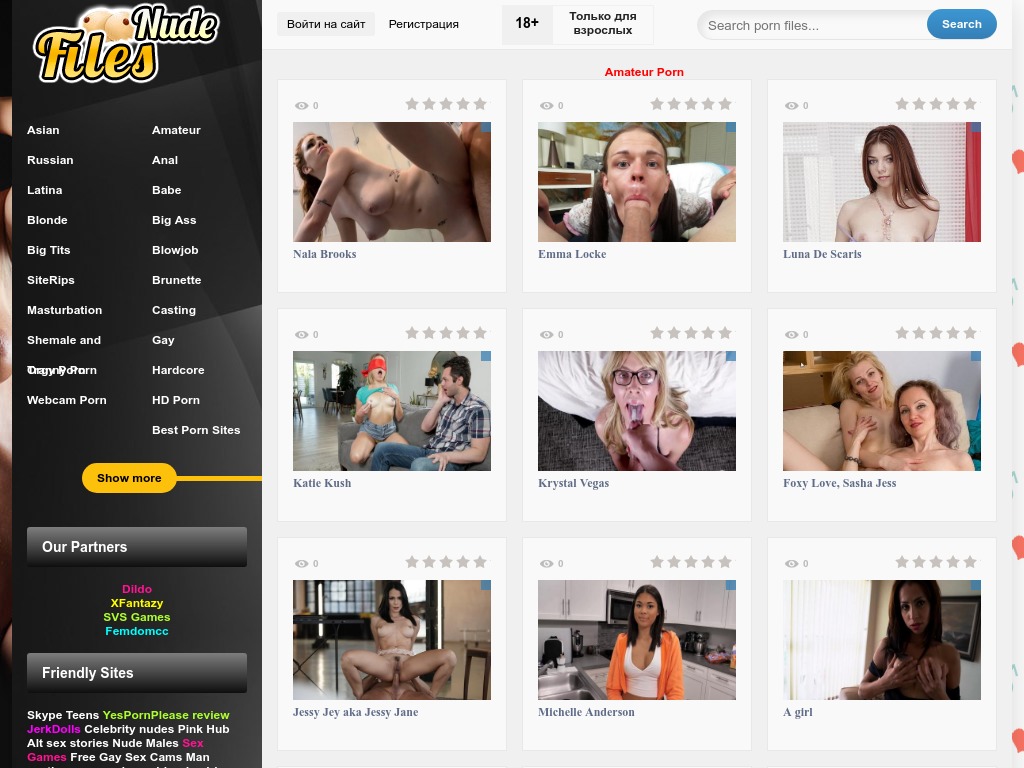 Nude
Files
Войти на сайт
Регистрация
18+
Только для
взрослых
Search porn files...
Search
Asian
Amateur
Russian
Anal
Latina
Babe
Blonde
Big Ass
Big Tits
Blowjob
SiteRips
Brunette
Masturbation
Casting
Shemale and
Gay
Hardcore
Webcam Porn
HD Porn
Best Porn Sites
Show more
Our Partners
Dildo
XFantazy
SVS Games
Femdomcc
Friendly Sites
Skype Teens YesPornPlease review
JerkDolls Celebrity nudes Pink Hub
Alt sex stories Nude Males Sex
Games Free Gay Sex Cams Man
Amateur Porn
0
0
0
Nala Brooks
Emma Locke
Luna De Scaris
0
0
0
Katie Kush
Krystal Vegas
Foxy Love, Sasha Jess
0
0
0
Jessy Jey aka Jessy Jane
Michelle Anderson
A girl